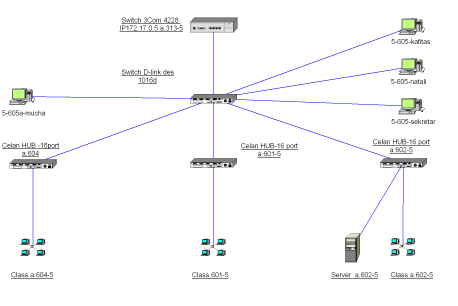 Switch 3Com 4228
IP172.17.0.5 a.313-5
5-605-kafitos
Switch D-link des
1016d
5-605-natali
5-605a-mucha
5-605-sekretar
Celan HUB -16port
a.604
Celan HUB-16 port
a.601-5
Celan HUB-16 port
a.602-5
Class a.604-5
Class 601-5
Server a.602-5
Class a.602-5